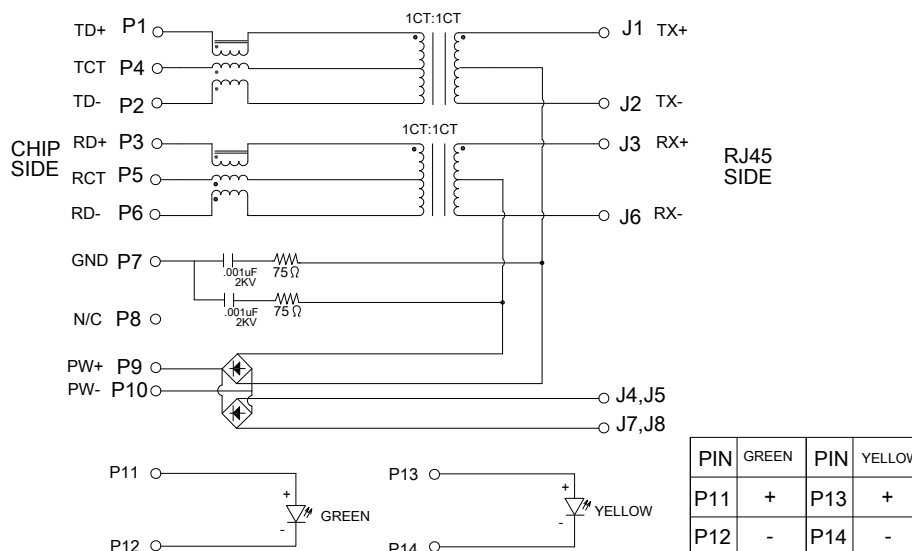 1CT:1CT
TD+ P1 J1 TX+
TCT P4
TD- P2 J2 TX-
1CT:1CT
CHIP SIDE
RD+ P3 J3 RX+
RCT P5
RD- P6 J6 RX-
RJ45 SIDE
GND P7
.001uF 2KV 75Ω
.001uF 2KV 75Ω
N/C P8
PW+ P9
PW- P10
J4,J5
J7,J8
P11 P13
+ +
GREEN YELLOW
- -
P12 P14
PIN GREEN PIN YELLOW
P11 + P13 +
P12 - P14 -